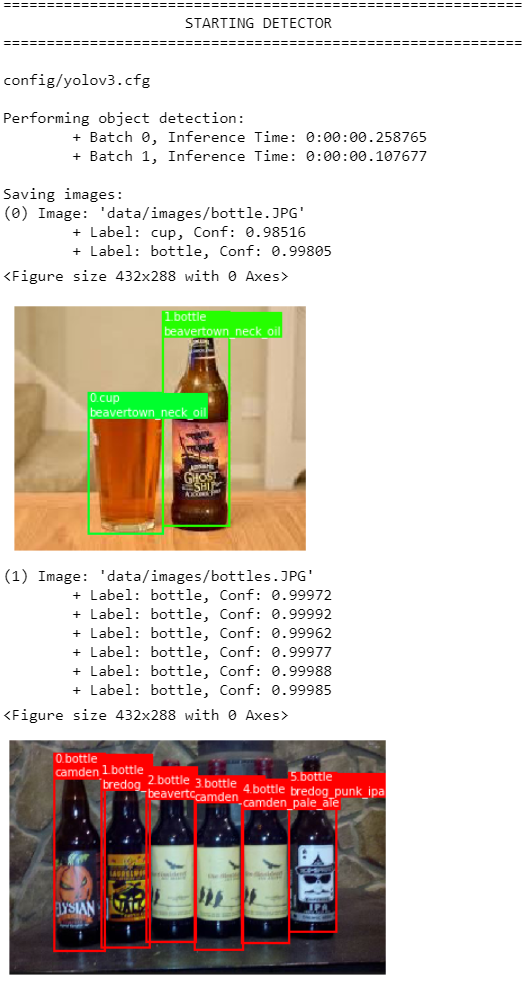 ============================================================
STARTING DETECTOR
============================================================
config/yolov3.cfg
Performing object detection:
+ Batch 0, Inference Time: 0:00:00.258765
+ Batch 1, Inference Time: 0:00:00.107677
Saving images:
(0) Image: 'data/images/bottle.JPG'
+ Label: cup, Conf: 0.98516
+ Label: bottle, Conf: 0.99805
<Figure size 432x288 with 0 Axes>
1.bottle
beavertown_neck_oil
0.cup
beavertown_neck_oil
GHOST
SHIP
(1) Image: 'data/images/bottles.JPG'
+ Label: bottle, Conf: 0.99972
+ Label: bottle, Conf: 0.99992
+ Label: bottle, Conf: 0.99962
+ Label: bottle, Conf: 0.99977
+ Label: bottle, Conf: 0.99988
+ Label: bottle, Conf: 0.99985
<Figure size 432x288 with 0 Axes>
0.bottle
camden
1.bottle
bredog
2.bottle
beavertc
3.bottle
camden
4.bottle
camden_pale_ale
5.bottle
bredog_punk_ipa
ELYSIAN
IPA